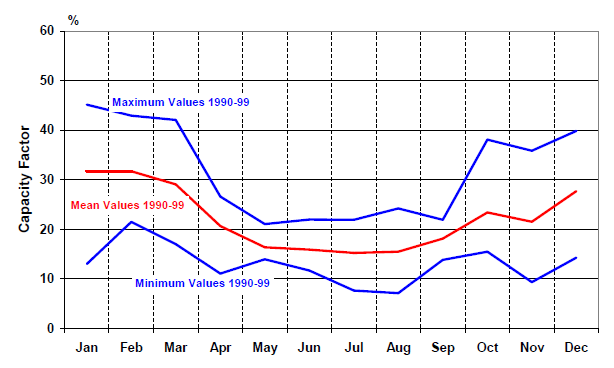 %
60
50
40
30
20
10
0
Capacity Factor
Maximum Values 1990-99
Mean Values 1990-99
Minimum Values 1990-99
Jan Feb Mar Apr May Jun Jul Aug Sep Oct Nov Dec